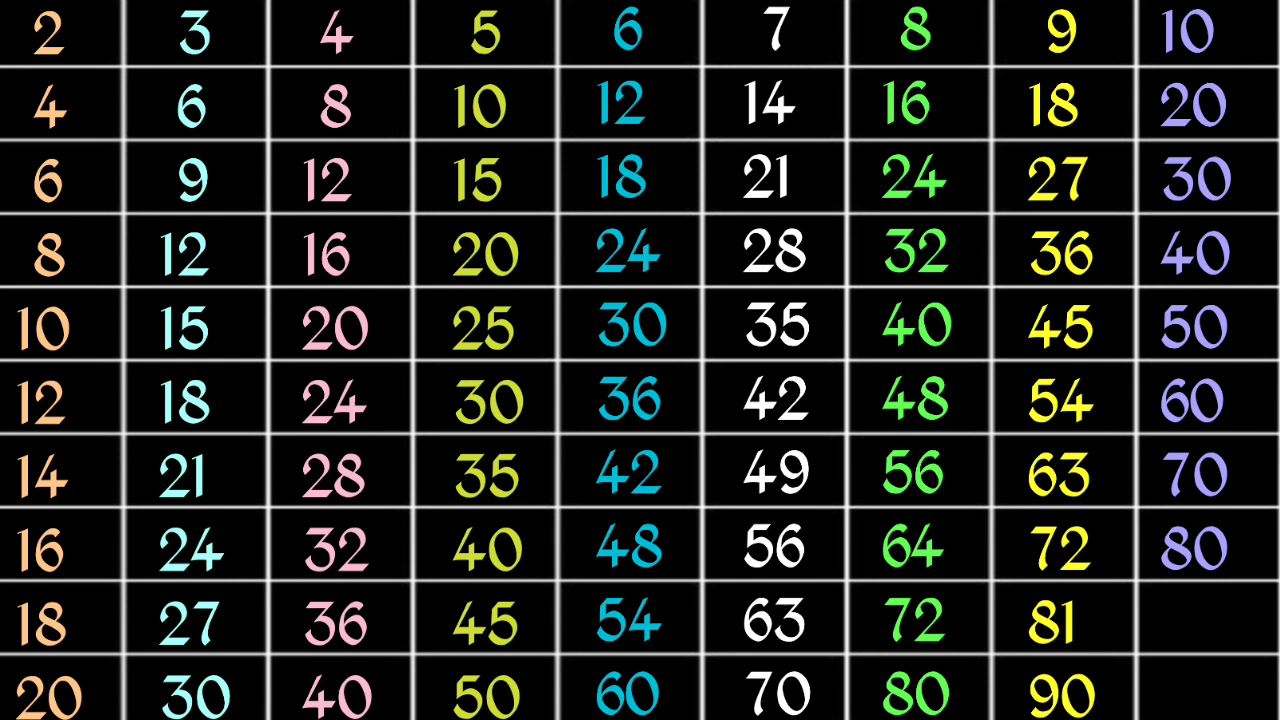 2 3 4 5 6 7 8 9 10
4 6 8 10 12 14 16 18 20
6 9 12 15 18 21 24 27 30
8 12 16 20 24 28 32 36 40
10 15 20 25 30 35 40 45 50
12 18 24 30 36 42 48 54 60
14 21 28 35 42 49 56 63 70
16 24 32 40 48 56 64 72 80
18 27 36 45 54 63 72 81
20 30 40 50 60 70 80 90